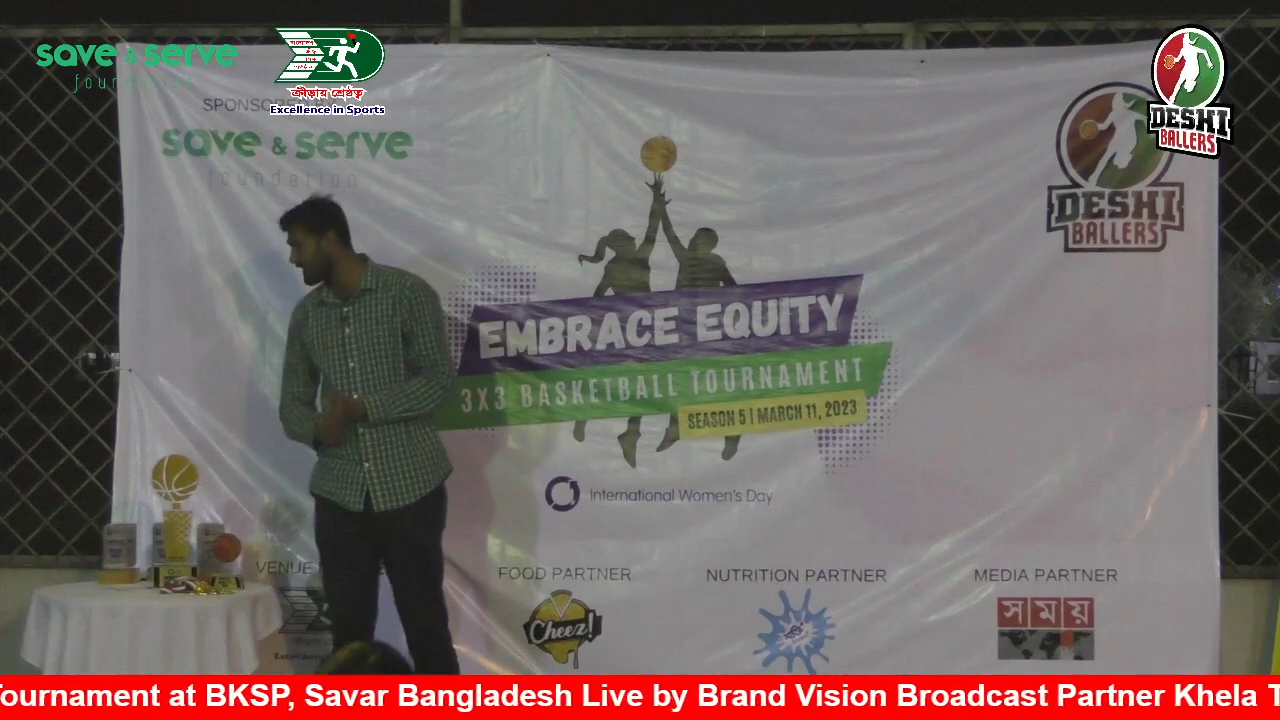 save & serve
foundation
ক্রীড়ায় শ্রেষ্ঠত্ব
Excellence in Sports
DESHI
BALLERS
save & serve
foundation
DESHI
BALLERS
EMBRACE EQUITY
3X3 BASKETBALL TOURNAMENT
SEASON 5 | MARCH 11, 2023
International Women's Day
VENUE
FOOD PARTNER
NUTRITION PARTNER
MEDIA PARTNER
Cheez!
সময়
Tournament at BKSP, Savar Bangladesh Live by Brand Vision Broadcast Partner Khela T